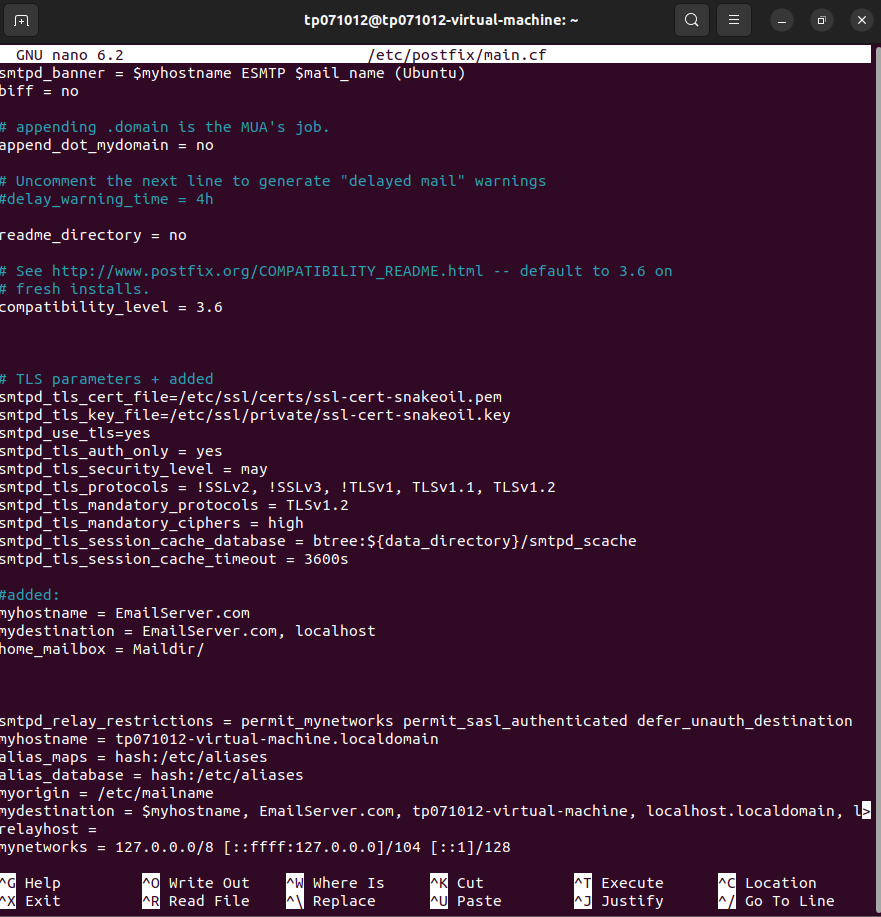 tp071012@tp071012-virtual-machine: ~
GNU nano 6.2 /etc/postfix/main.cf
smtpd_banner = $myhostname ESMTP $mail_name (Ubuntu)
biff = no
# appending .domain is the MUA's job.
append_dot_mydomain = no
# Uncomment the next line to generate "delayed mail" warnings
#delay_warning_time = 4h
readme_directory = no
# See http://www.postfix.org/COMPATIBILITY_README.html -- default to 3.6 on
# fresh installs.
compatibility_level = 3.6
# TLS parameters + added
smtpd_tls_cert_file=/etc/ssl/certs/ssl-cert-snakeoil.pem
smtpd_tls_key_file=/etc/ssl/private/ssl-cert-snakeoil.key
smtpd_use_tls=yes
smtpd_tls_auth_only = yes
smtpd_tls_security_level = may
smtpd_tls_protocols = !SSLv2, !SSLv3, !TLSv1, TLSv1.1, TLSv1.2
smtpd_tls_mandatory_protocols = TLSv1.2
smtpd_tls_mandatory_ciphers = high
smtpd_tls_session_cache_database = btree:${data_directory}/smtpd_scache
smtpd_tls_session_cache_timeout = 3600s
#added:
myhostname = EmailServer.com
mydestination = EmailServer.com, localhost
home_mailbox = Maildir/
smtpd_relay_restrictions = permit_mynetworks permit_sasl_authenticated defer_unauth_destination
myhostname = tp071012-virtual-machine.localdomain
alias_maps = hash:/etc/aliases
alias_database = hash:/etc/aliases
myorigin = /etc/mailname
mydestination = $myhostname, EmailServer.com, tp071012-virtual-machine, localhost.localdomain, l>
relayhost =
mynetworks = 127.0.0.0/8 [::ffff:127.0.0.0]/104 [::1]/128
^G Help ^O Write Out ^W Where Is ^K Cut ^T Execute ^C Location
^X Exit ^R Read File ^\ Replace ^U Paste ^J Justify ^/ Go To Line